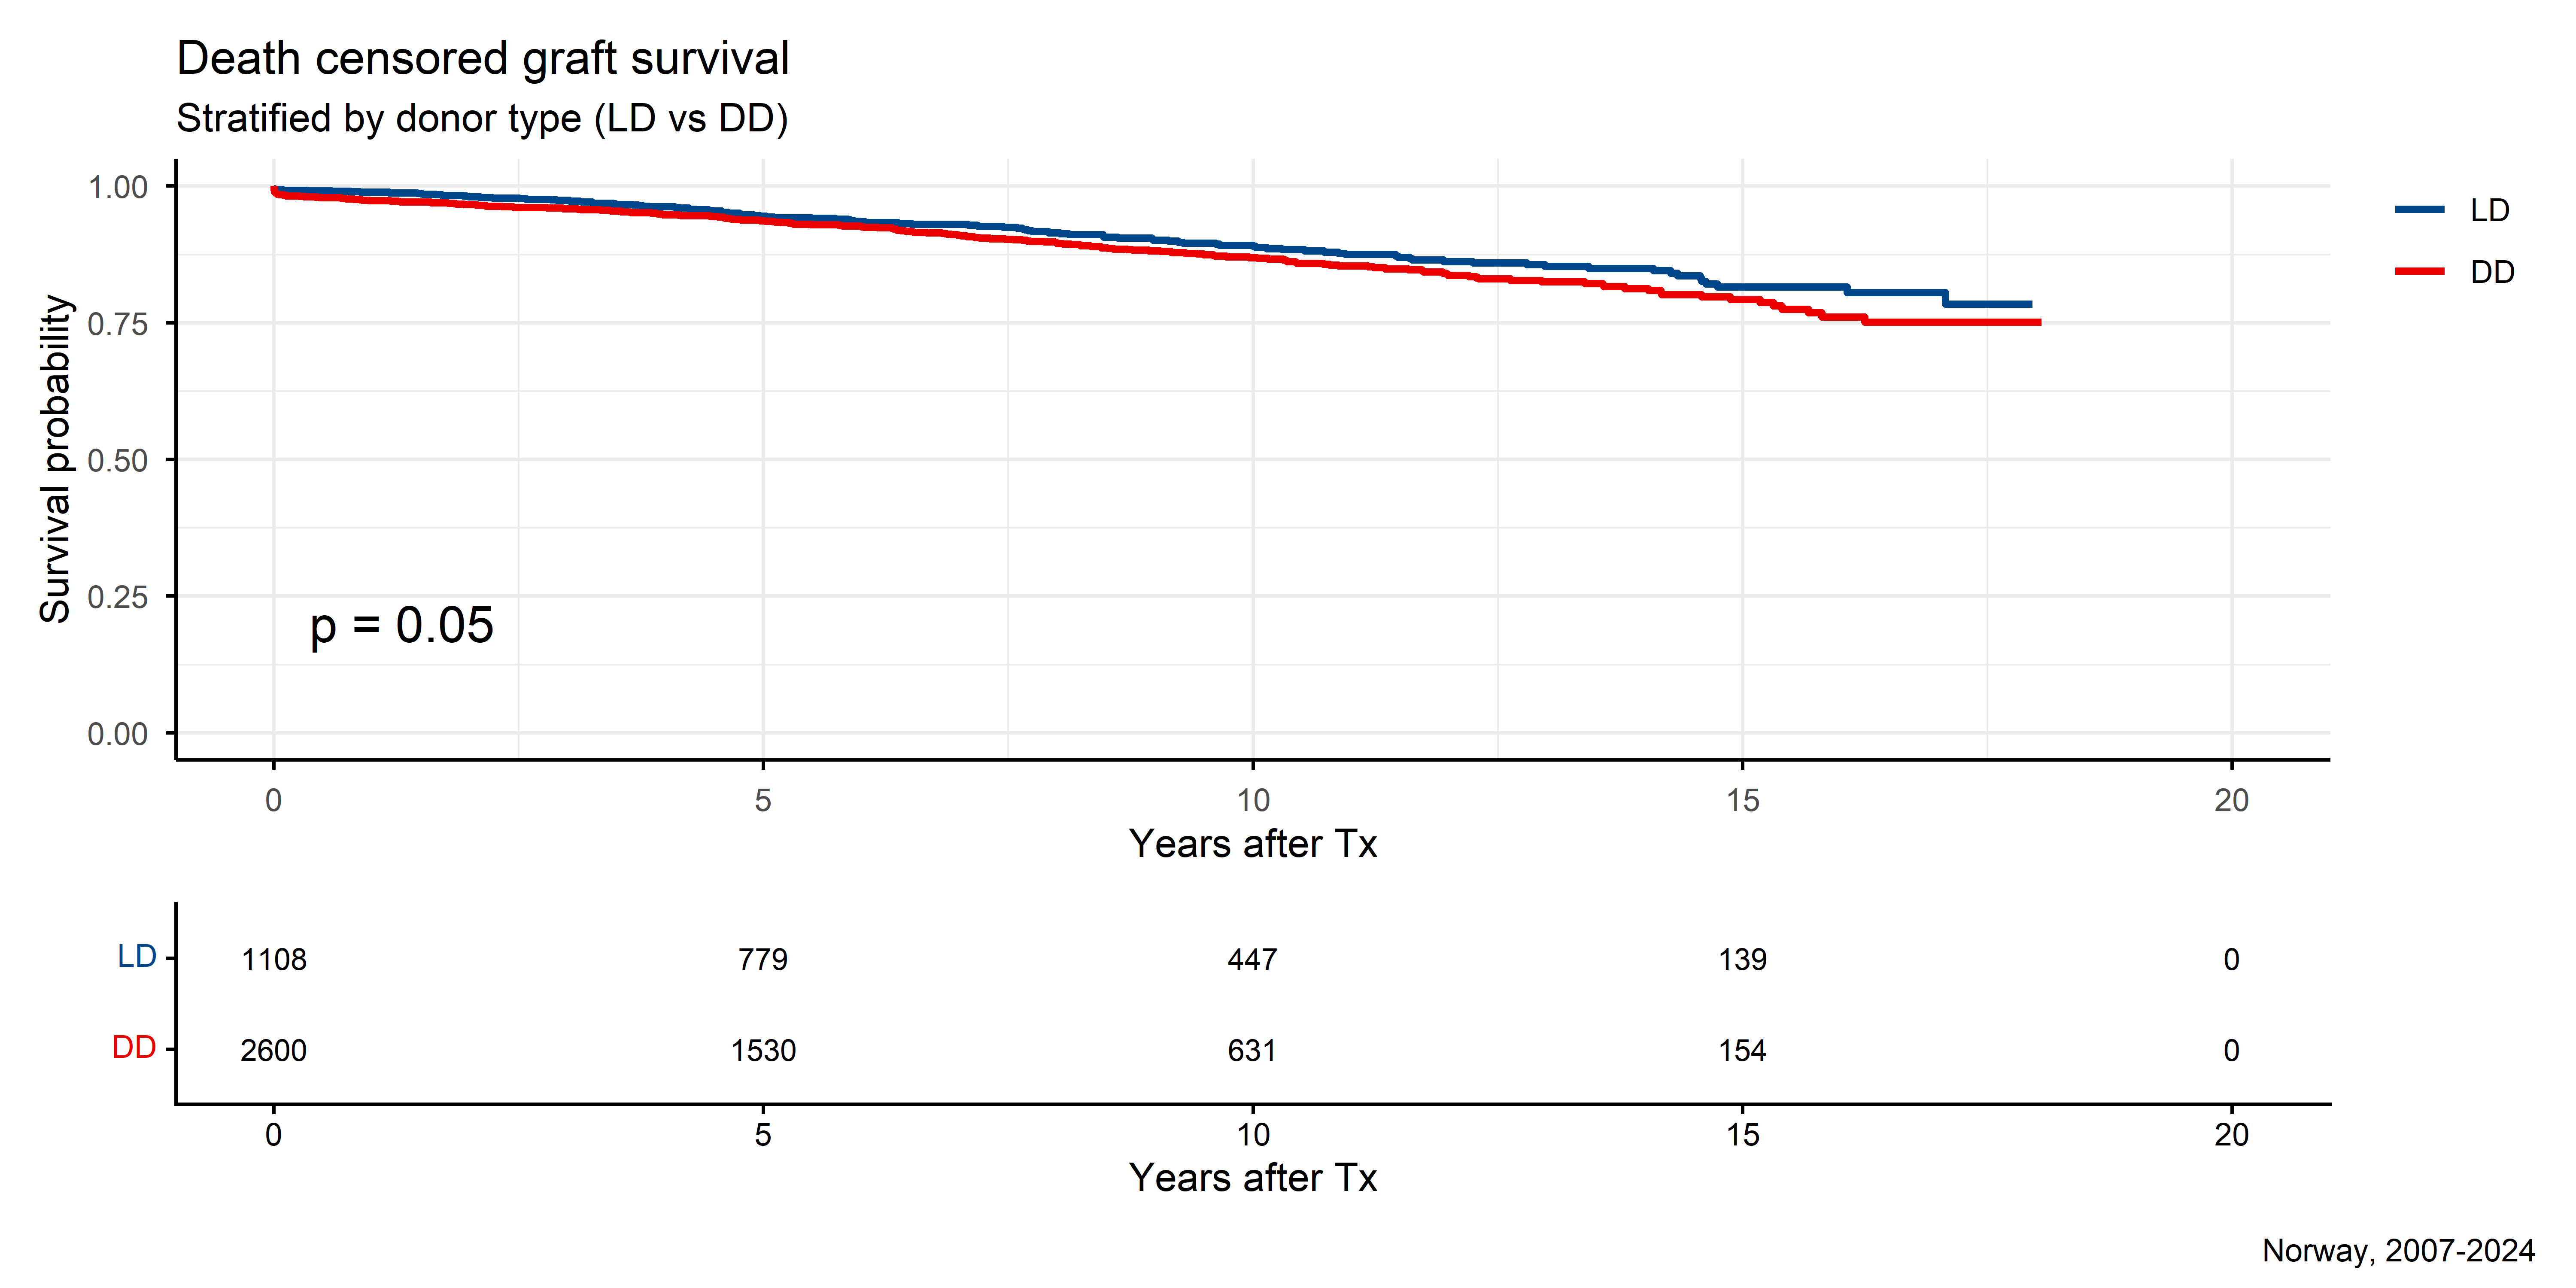 Death censored graft survival
Stratified by donor type (LD vs DD)
1.00
0.75
0.50
0.25
0.00
Survival probability
p = 0.05
LD
DD
0 5 10 15 20
Years after Tx
LD 1108 779 447 139 0
DD 2600 1530 631 154 0
0 5 10 15 20
Years after Tx
Norway, 2007-2024